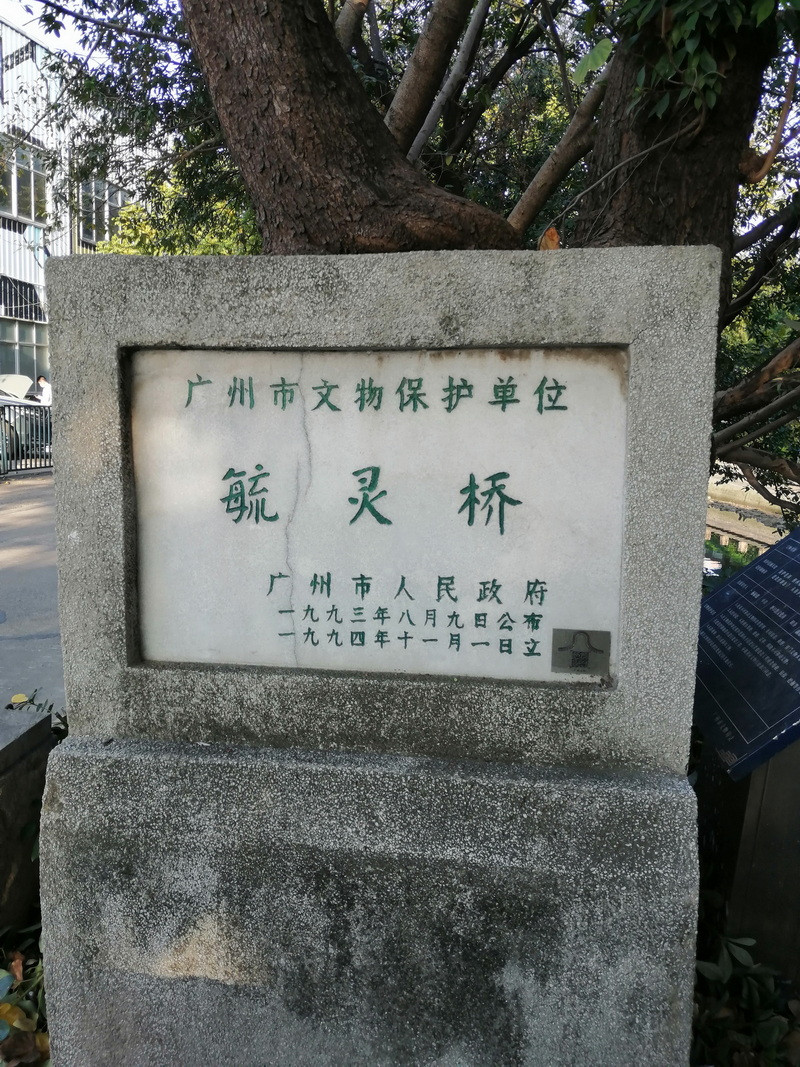 广州市文物保护单位
毓灵桥
广州市人民政府
一九九三年八月九日公布
一九九四年十一月一日立